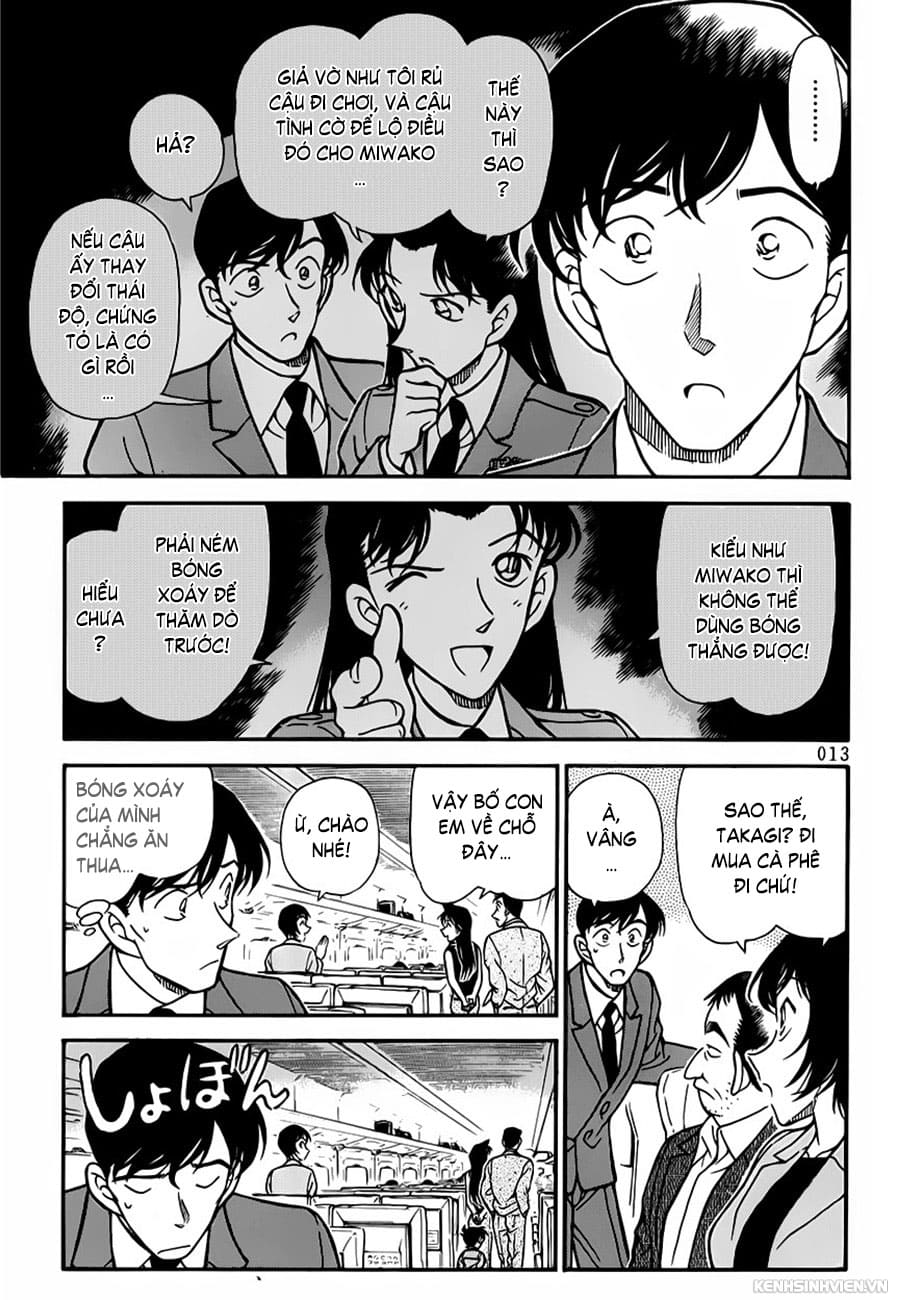 ………
THẾ
NÀY
THÌ
SAO
?
GIẢ VỜ NHƯ TÔI RỦ
CẬU ĐI CHƠI, VÀ CẬU
TÌNH CỜ ĐỂ LỘ ĐIỀU
ĐÓ CHO MIWAKO
...
HẢ?
NẾU CẬU
ẤY THAY
ĐỔI THÁI
ĐỘ, CHỨNG
TỎ LÀ CÓ
GÌ RỒI
...
KIỂU NHƯ
MIWAKO THÌ
KHÔNG THỂ
DÙNG BÓNG
THẲNG ĐƯỢC!
PHẢI NÉM
BÓNG
XOÁY ĐỂ
THĂM DÒ
TRƯỚC!
HIỂU
CHƯA
?
013
SAO THẾ,
TAKAGI? ĐI
MUA CÀ PHÊ
ĐI CHỨ!
À,
VÂNG
...
VẬY BỐ CON
EM VỀ CHỖ
ĐÂY...
Ừ, CHÀO
NHÉ!
BÓNG XOÁY
CỦA MÌNH
CHẲNG ĂN
THUA...
しょぼーん
KENHSINHVIEN.VN